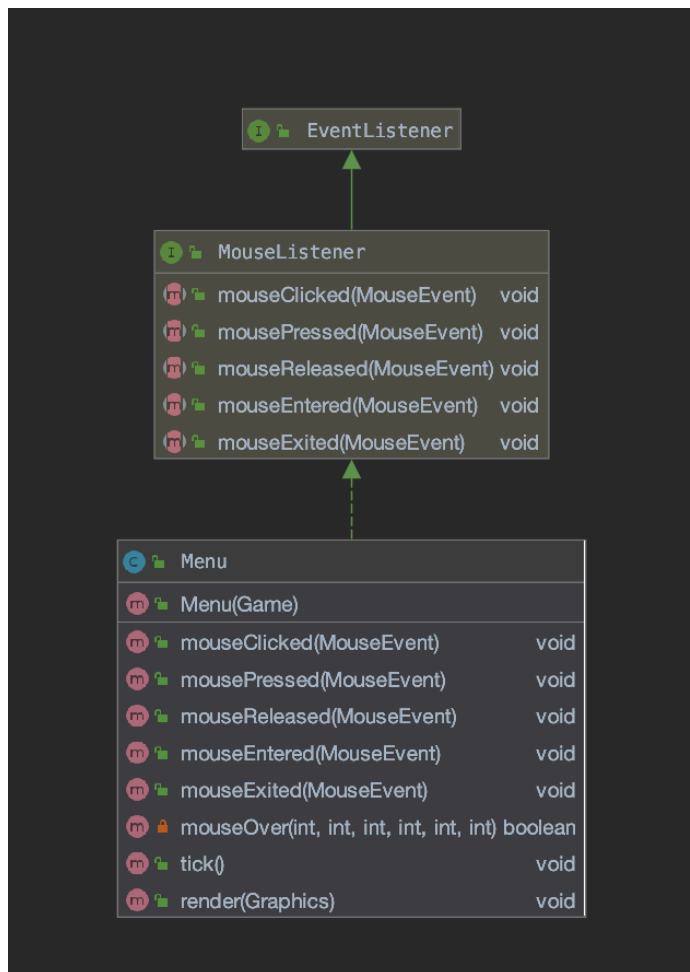 I EventListener
I MouseListener
m mouseClicked(MouseEvent) void
m mousePressed(MouseEvent) void
m mouseReleased(MouseEvent) void
m mouseEntered(MouseEvent) void
m mouseExited(MouseEvent) void
C Menu
m Menu(Game)
m mouseClicked(MouseEvent) void
m mousePressed(MouseEvent) void
m mouseReleased(MouseEvent) void
m mouseEntered(MouseEvent) void
m mouseExited(MouseEvent) void
m mouseOver(int, int, int, int, int, int) boolean
m tick() void
m render(Graphics) void